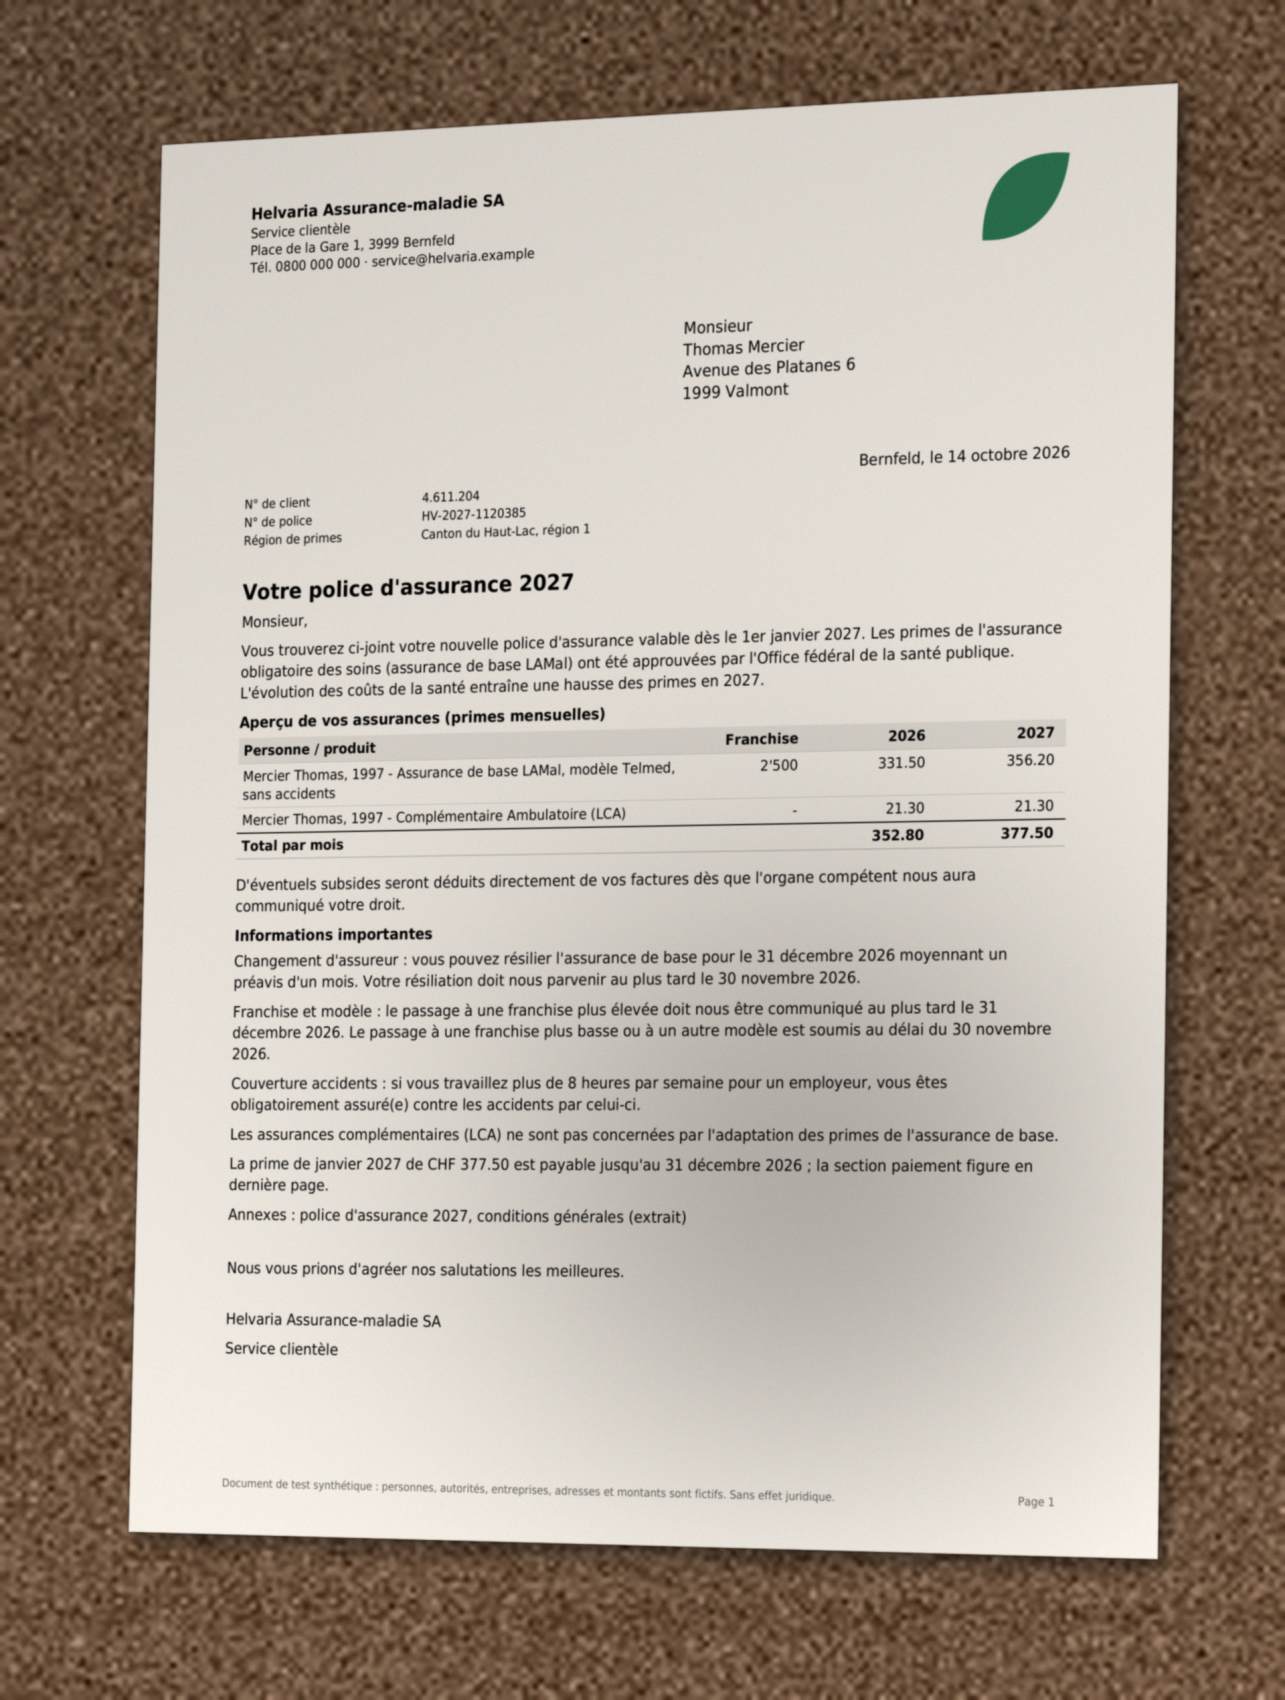 Helvaria Assurance-maladie SA
Service clientèle
Place de la Gare 1, 3999 Bernfeld
Tél. 0800 000 000 · service@helvaria.example
Monsieur
Thomas Mercier
Avenue des Platanes 6
1999 Valmont
Bernfeld, le 14 octobre 2026
N° de client 4.611.204
N° de police HV-2027-1120385
Région de primes Canton du Haut-Lac, région 1
Votre police d'assurance 2027
Monsieur,
Vous trouverez ci-joint votre nouvelle police d'assurance valable dès le 1er janvier 2027. Les primes de l'assurance
obligatoire des soins (assurance de base LAMal) ont été approuvées par l'Office fédéral de la santé publique.
L'évolution des coûts de la santé entraîne une hausse des primes en 2027.
Aperçu de vos assurances (primes mensuelles)
Personne / produit Franchise 2026 2027
Mercier Thomas, 1997 - Assurance de base LAMal, modèle Telmed, 2'500 331.50 356.20
sans accidents
Mercier Thomas, 1997 - Complémentaire Ambulatoire (LCA) - 21.30 21.30
Total par mois 352.80 377.50
D'éventuels subsides seront déduits directement de vos factures dès que l'organe compétent nous aura
communiqué votre droit.
Informations importantes
Changement d'assureur : vous pouvez résilier l'assurance de base pour le 31 décembre 2026 moyennant un
préavis d'un mois. Votre résiliation doit nous parvenir au plus tard le 30 novembre 2026.
Franchise et modèle : le passage à une franchise plus élevée doit nous être communiqué au plus tard le 31
décembre 2026. Le passage à une franchise plus basse ou à un autre modèle est soumis au délai du 30 novembre
2026.
Couverture accidents : si vous travaillez plus de 8 heures par semaine pour un employeur, vous êtes
obligatoirement assuré(e) contre les accidents par celui-ci.
Les assurances complémentaires (LCA) ne sont pas concernées par l'adaptation des primes de l'assurance de base.
La prime de janvier 2027 de CHF 377.50 est payable jusqu'au 31 décembre 2026 ; la section paiement figure en
dernière page.
Annexes : police d'assurance 2027, conditions générales (extrait)
Nous vous prions d'agréer nos salutations les meilleures.
Helvaria Assurance-maladie SA
Service clientèle
Document de test synthétique : personnes, autorités, entreprises, adresses et montants sont fictifs. Sans effet juridique.
Page 1